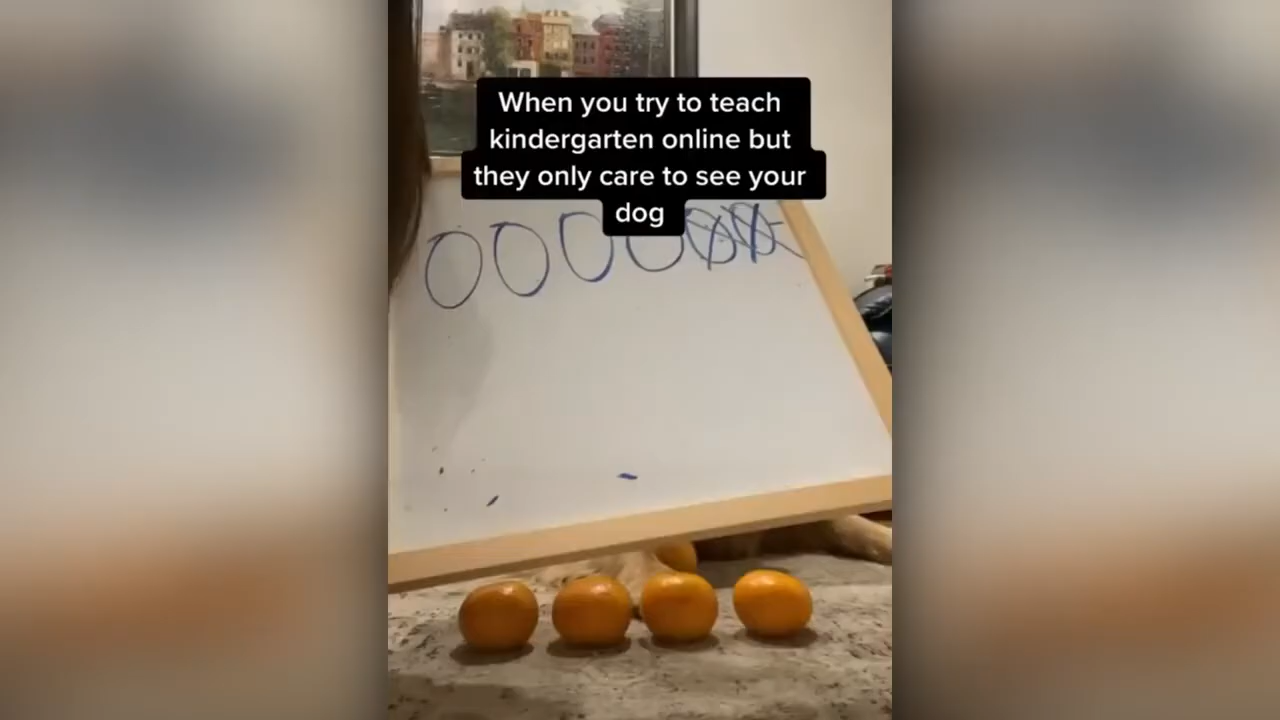 When you try to teach
kindergarten online but
they only care to see your
dog